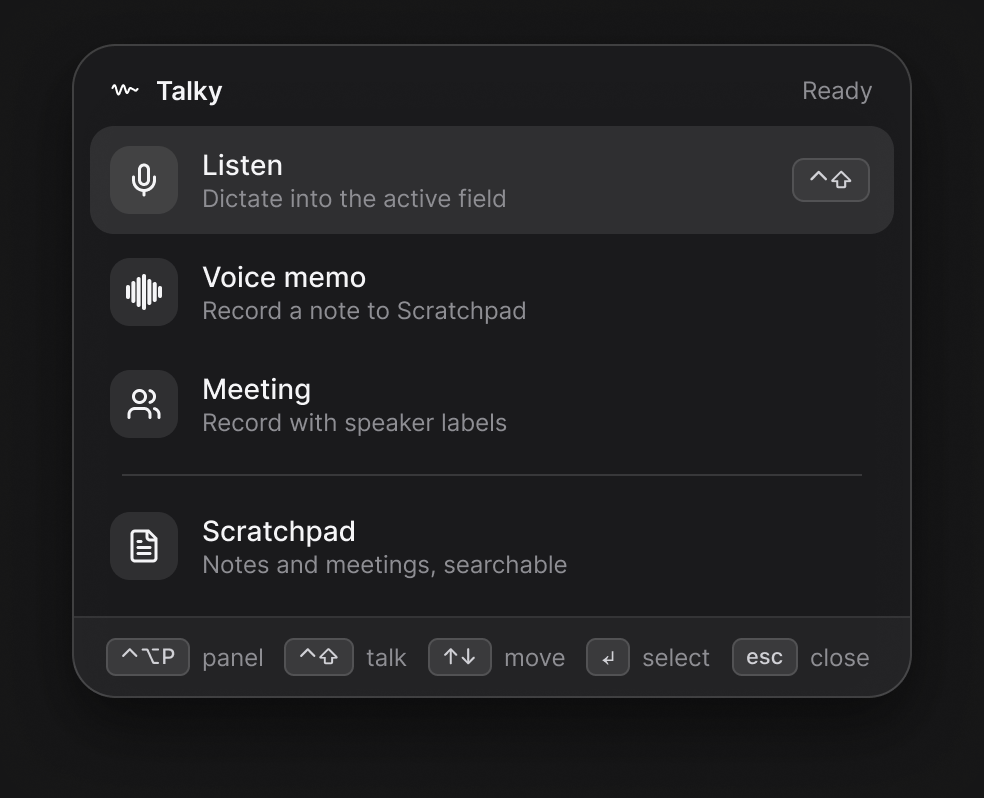 Talky
Ready
Listen
Dictate into the active field
⌃⇧
Voice memo
Record a note to Scratchpad
Meeting
Record with speaker labels
Scratchpad
Notes and meetings, searchable
⌃⌥P panel ⌃⇧ talk ↑↓ move ↲ select esc close